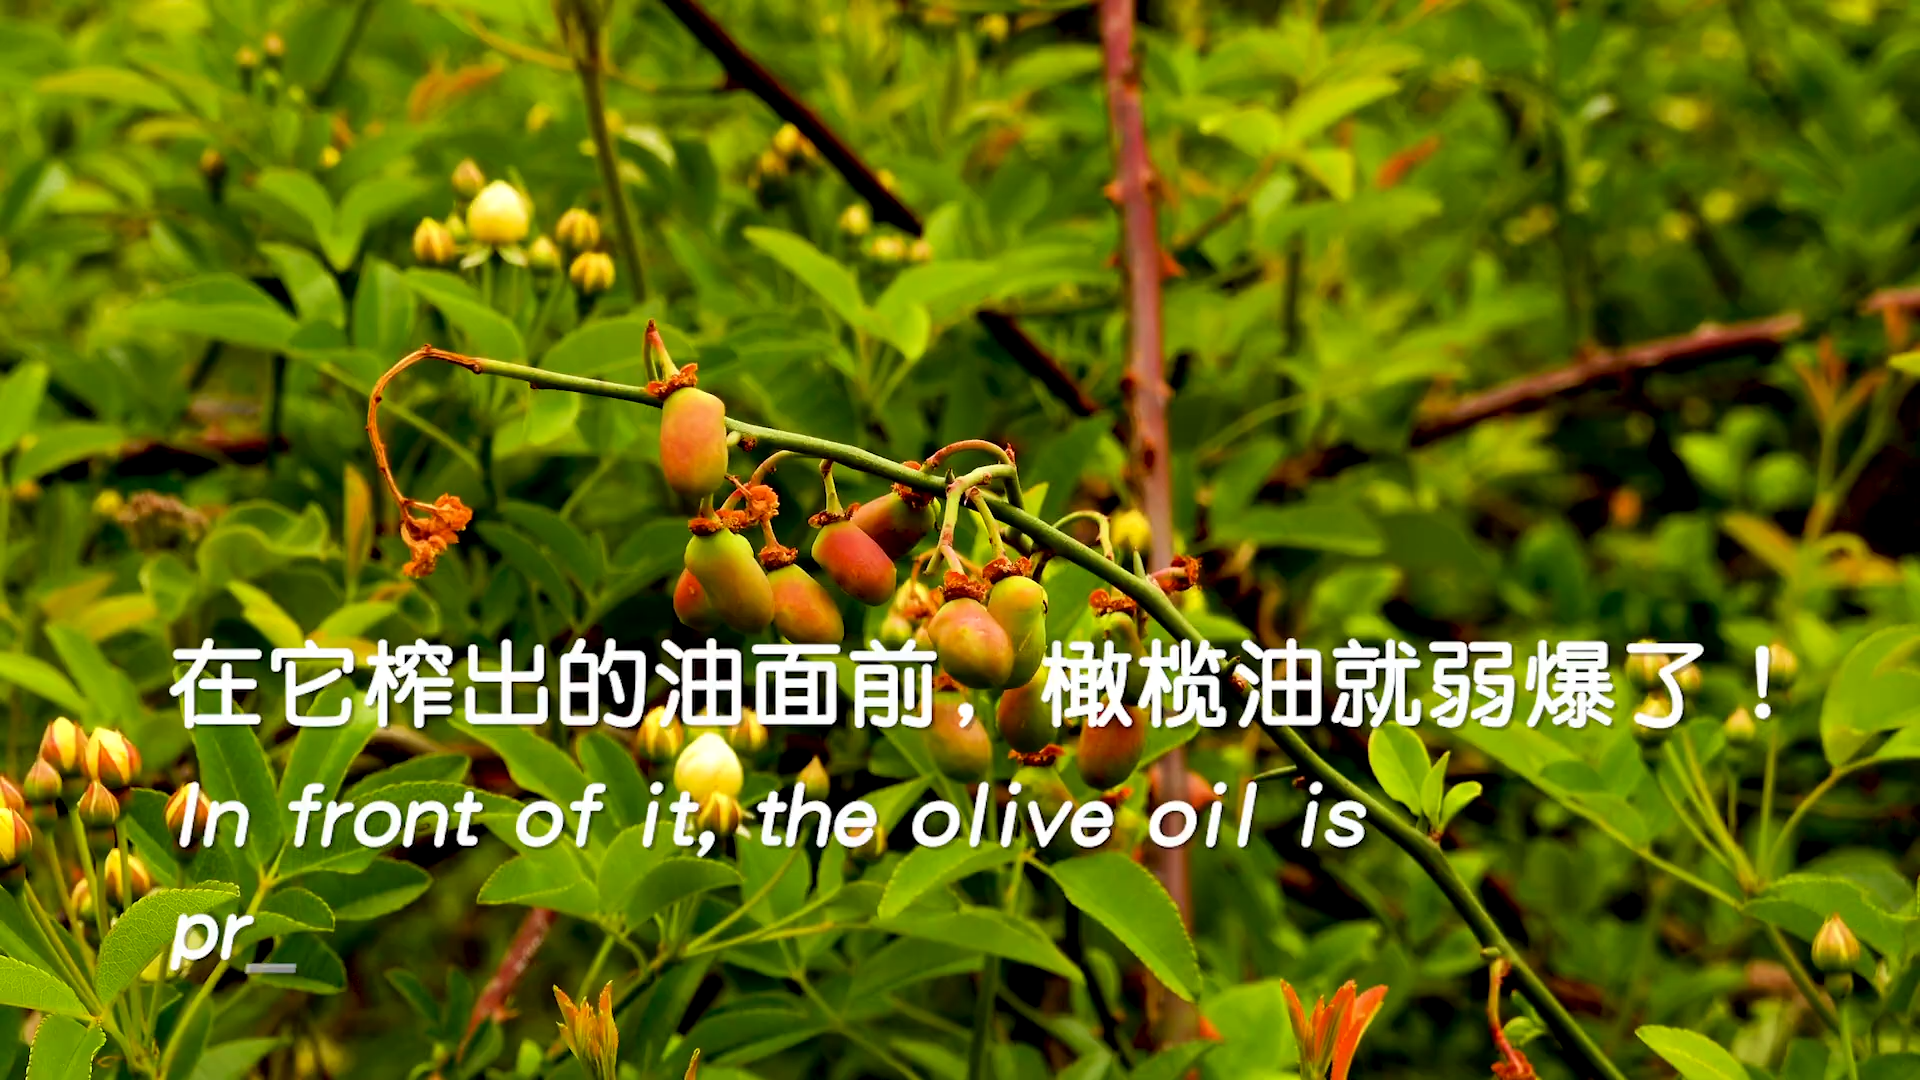 在它榨出的油面前，橄榄油就弱爆了！
In front of it, the olive oil is
pr_